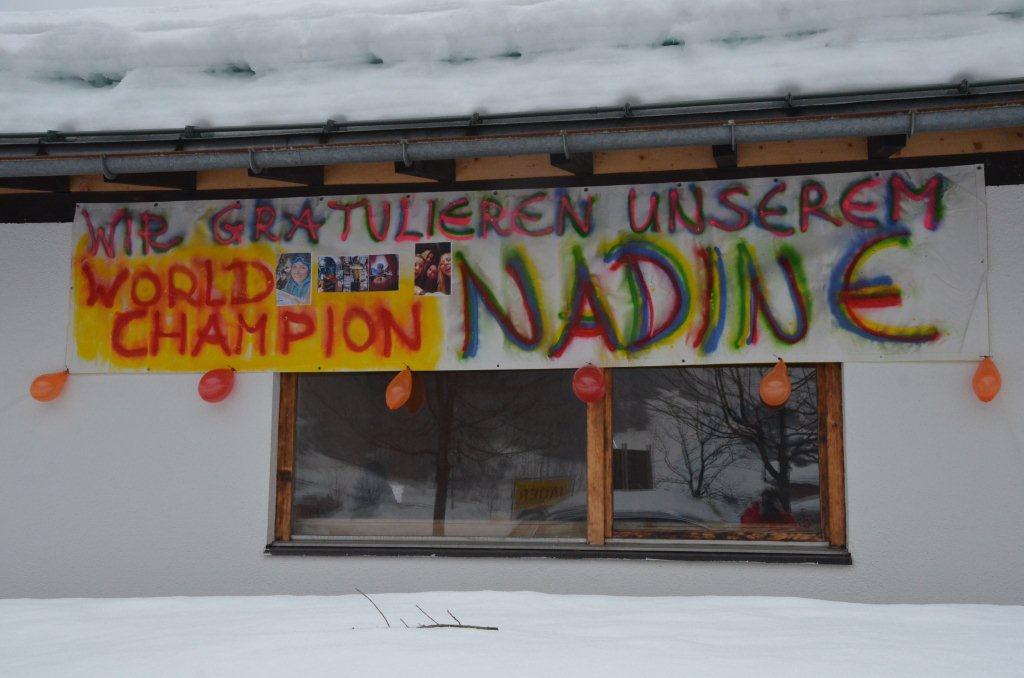 WIR GRATULIEREN UNSEREM
WORLD
CHAMPION
NADINE